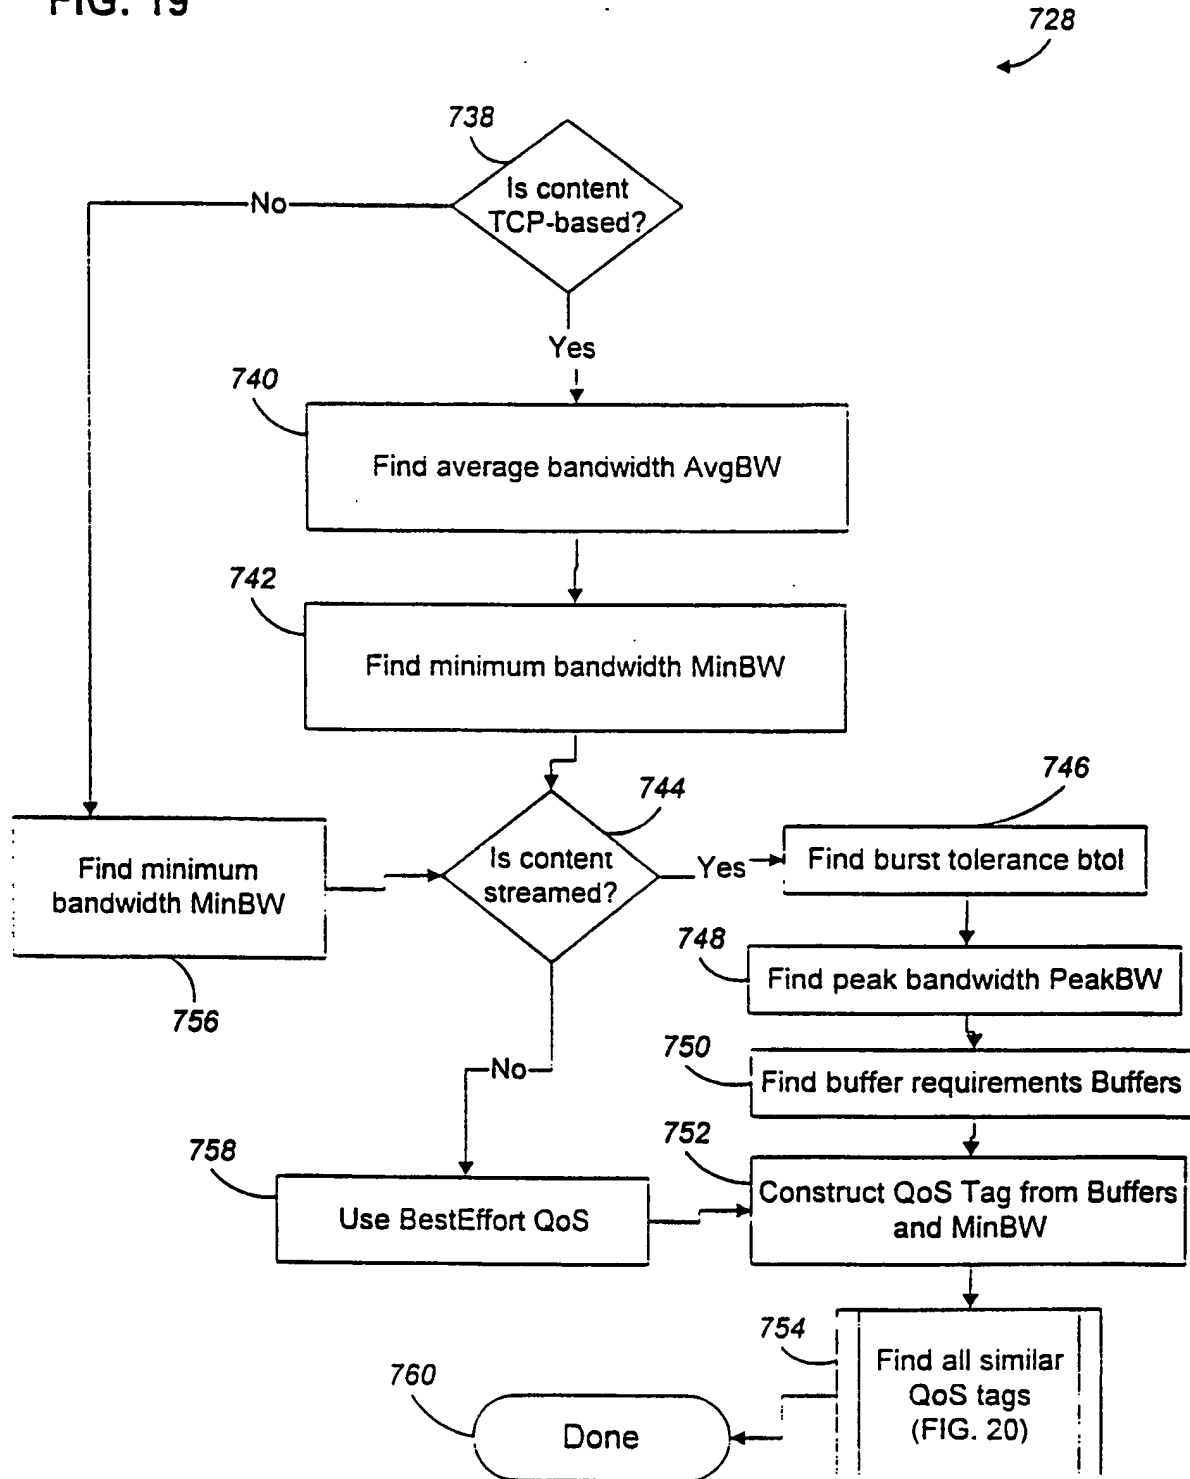 FIG. 19
728
738
Is content
TCP-based?
No
Yes
740
Find average bandwidth AvgBW
742
Find minimum bandwidth MinBW
744
746
Find minimum
bandwidth MinBW
Is content
streamed?
Yes
Find burst tolerance btol
748
Find peak bandwidth PeakBW
756
750
No
Find buffer requirements Buffers
758
752
Use BestEffort QoS
Construct QoS Tag from Buffers
and MinBW
754
760
Find all similar
QoS tags
(FIG. 20)
Done